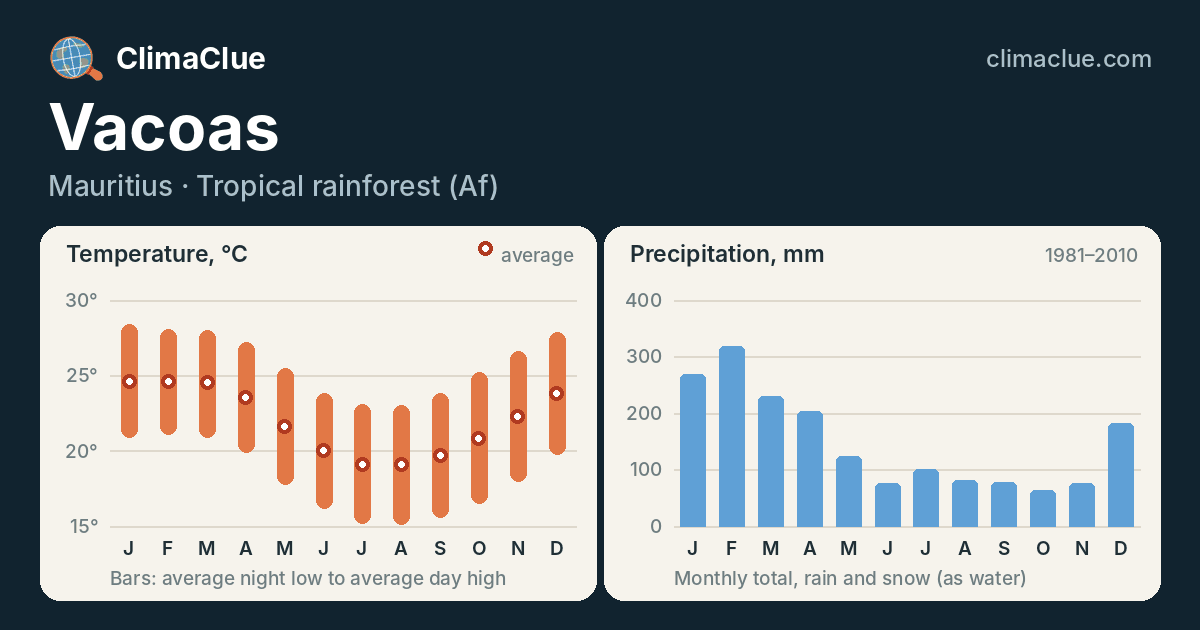 ClimaClue
climaclue.com
Vacoas
Mauritius · Tropical rainforest (Af)
Temperature, °C
average
30°
25°
20°
15°
J F M A M J J A S O N D
Bars: average night low to average day high
Precipitation, mm
1981–2010
400
300
200
100
0
J F M A M J J A S O N D
Monthly total, rain and snow (as water)